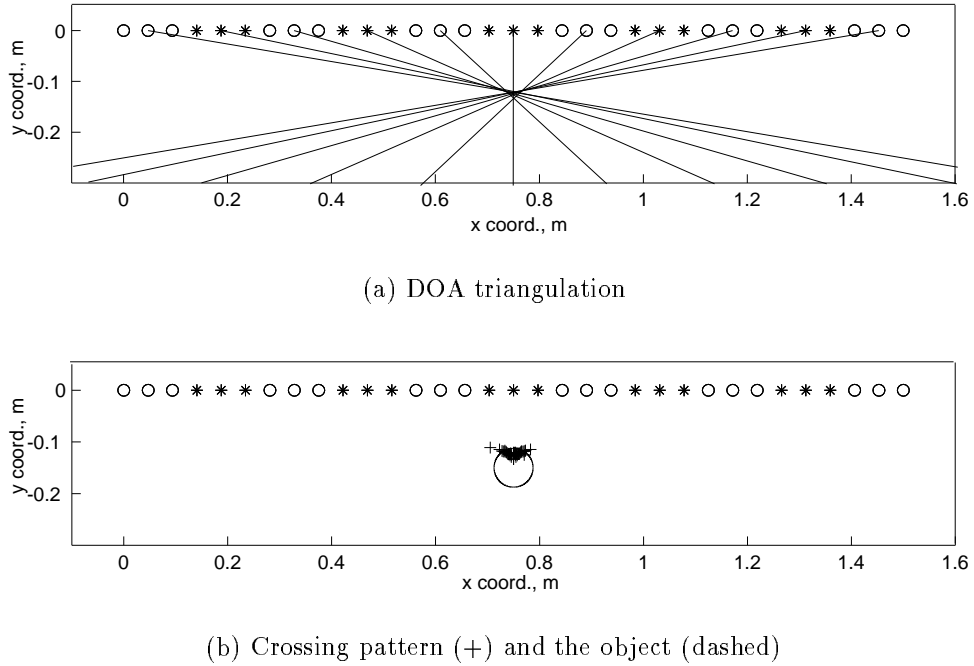 0
-0.1
-0.2
y coord., m
0 0.2 0.4 0.6 0.8 1 1.2 1.4 1.6
x coord., m
(a) DOA triangulation
0
-0.1
-0.2
y coord., m
0 0.2 0.4 0.6 0.8 1 1.2 1.4 1.6
x coord., m
(b) Crossing pattern (+) and the object (dashed)